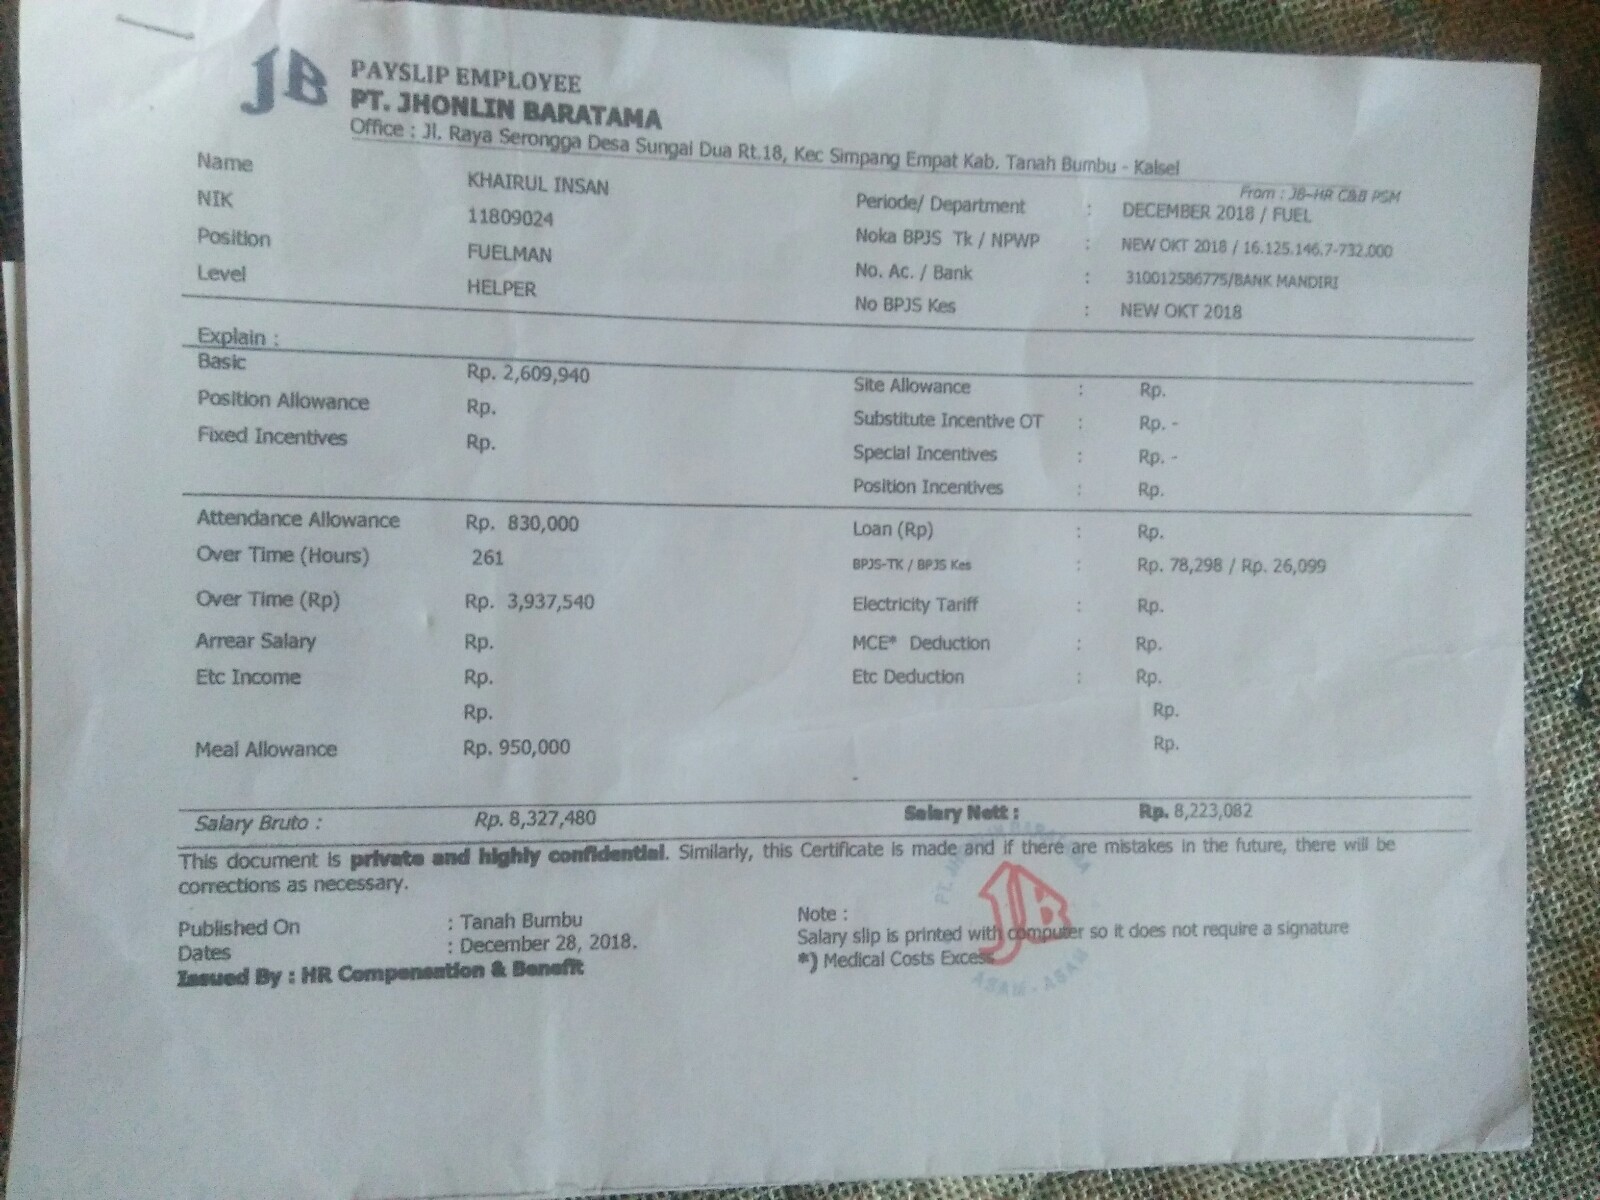 JB
PAYSLIP EMPLOYEE
PT. JHONLIN BARATAMA
Office : Jl. Raya Serongga Desa Sungai Dua Rt.18, Kec Simpang Empat Kab. Tanah Bumbu - Kalsel
From : JB-HR C&B PSM
Name KHAIRUL INSAN Periode/ Department : DECEMBER 2018 / FUEL
NIK 11809024 Noka BPJS Tk / NPWP : NEW OKT 2018 / 16.125.146.7-732.000
Position FUELMAN No. Ac. / Bank : 310012586775/BANK MANDIRI
Level HELPER No BPJS Kes : NEW OKT 2018
Explain :
Basic Rp. 2,609,940 Site Allowance : Rp.
Position Allowance Rp. Substitute Incentive OT : Rp. -
Fixed Incentives Rp. Special Incentives : Rp. -
Position Incentives : Rp.
Attendance Allowance Rp. 830,000 Loan (Rp) : Rp.
Over Time (Hours) 261 BPJS-TK / BPJS Kes : Rp. 78,298 / Rp. 26,099
Over Time (Rp) Rp. 3,937,540 Electricity Tariff : Rp.
Arrear Salary Rp. MCE* Deduction : Rp.
Etc Income Rp. Etc Deduction : Rp.
Rp. Rp.
Meal Allowance Rp. 950,000 Rp.
Salary Bruto : Rp. 8,327,480 Salary Nett : Rp. 8,223,082
This document is private and highly confidential. Similarly, this Certificate is made and if there are mistakes in the future, there will be
corrections as necessary.
Published On : Tanah Bumbu
Dates : December 28, 2018.
Issued By : HR Compensation & Benefit
Note :
Salary slip is printed with computer so it does not require a signature
*) Medical Costs Excess
JB
ASAM - ASAM